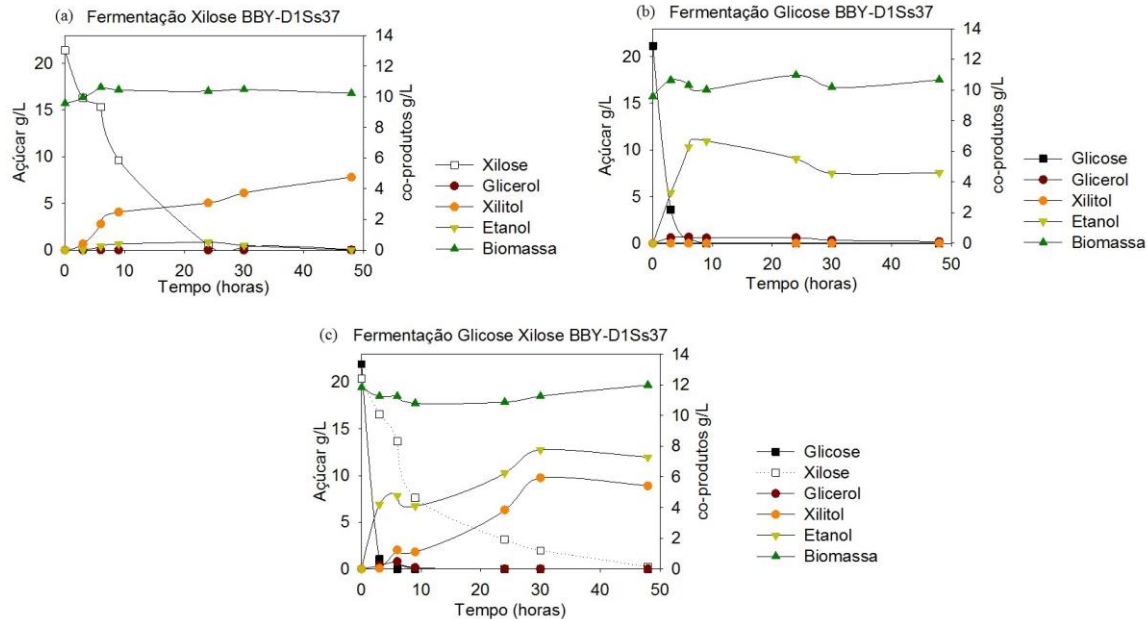 (a) Fermentação Xilose BBY-D1Ss37
Açúcar g/L
20
15
10
5
0
14
12
10
8
6
4
2
0
co-produtos g/L
0 10 20 30 40 50
Tempo (horas)
Xilose
Glicerol
Xilitol
Etanol
Biomassa
(b) Fermentação Glicose BBY-D1Ss37
Açúcar g/L
20
15
10
5
0
14
12
10
8
6
4
2
0
co-produtos g/L
0 10 20 30 40 50
Tempo (horas)
Glicose
Glicerol
Xilitol
Etanol
Biomassa
(c) Fermentação Glicose Xilose BBY-D1Ss37
Açúcar g/L
20
15
10
5
0
14
12
10
8
6
4
2
0
co-produtos g/L
0 10 20 30 40 50
Tempo (horas)
Glicose
Xilose
Glicerol
Xilitol
Etanol
Biomassa